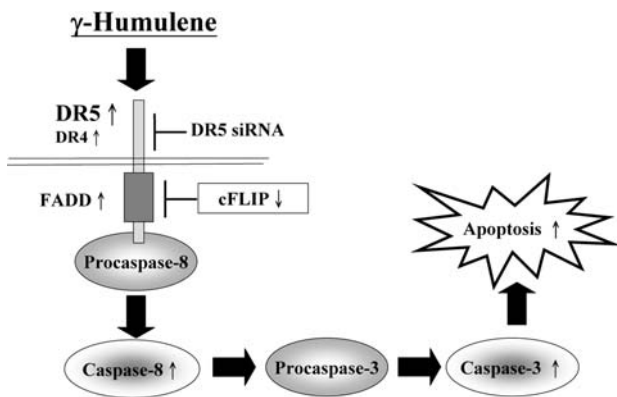 γ-Humulene
DR5 ↑
DR4 ↑
DR5 siRNA
FADD ↑
cFLIP ↓
Procaspase-8
Apoptosis ↑
Caspase-8 ↑
Procaspase-3
Caspase-3 ↑